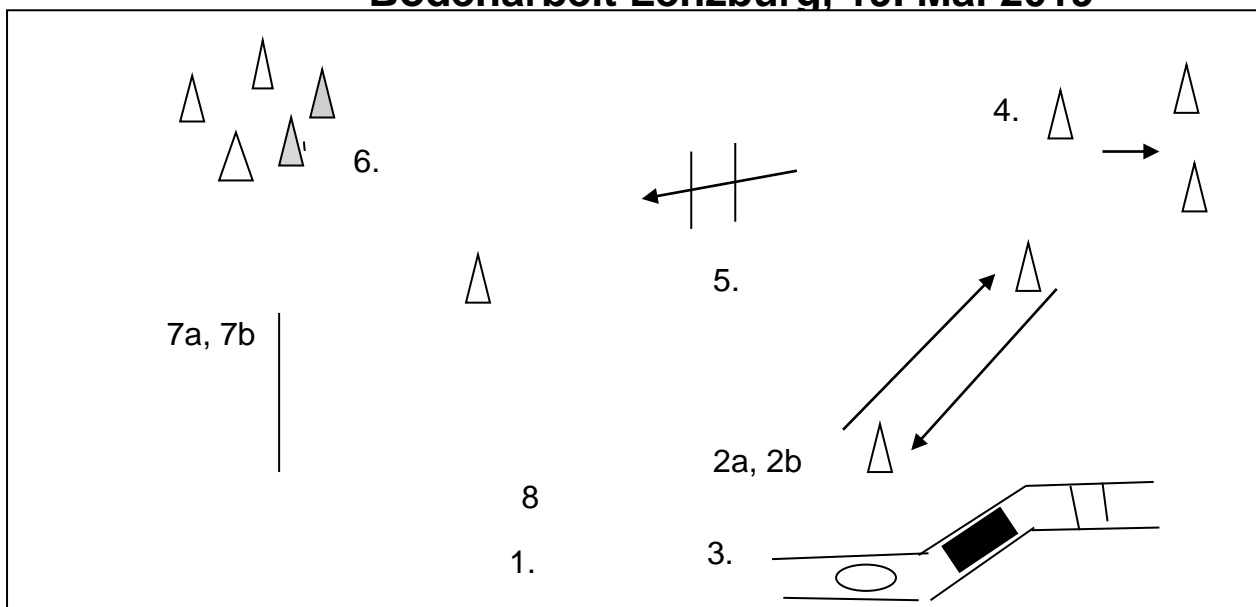 Bodenarbeit Lenzburg, Mai
4.
6.
5.
7a, 7b
2a, 2b
8
1.
3.